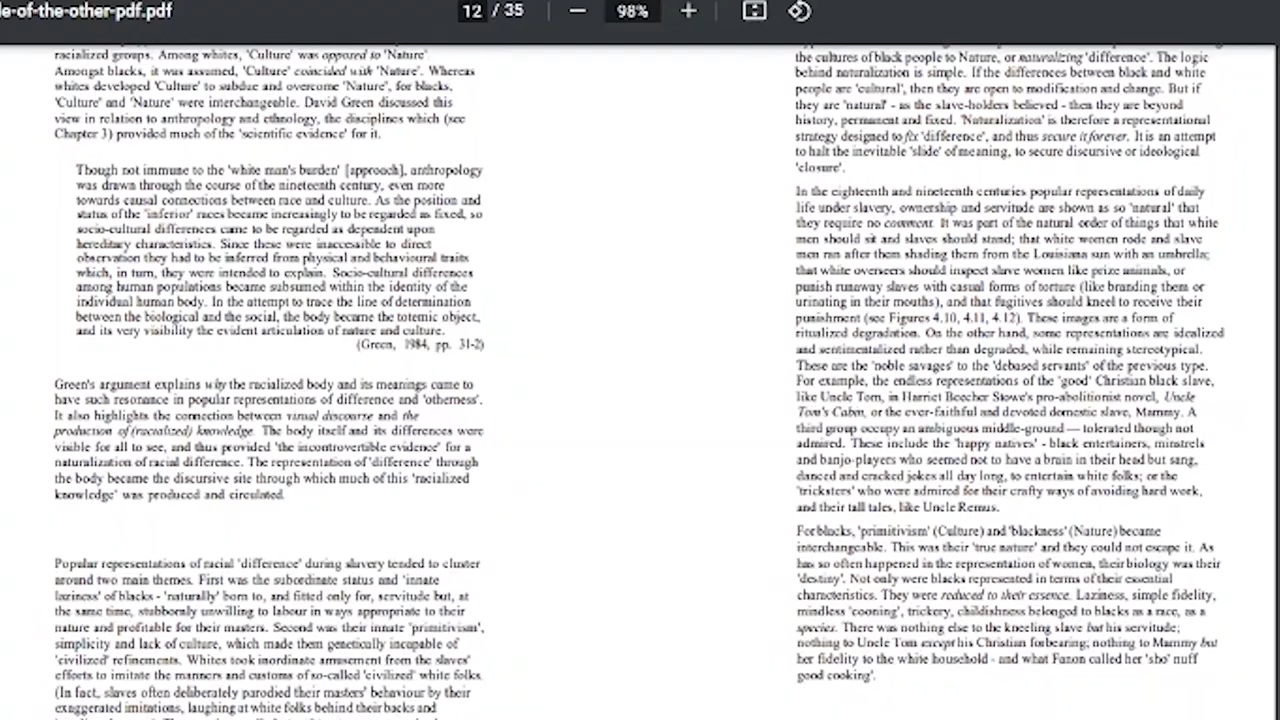 le-of-the-other-pdf.pdf
12 / 35
98%
racialized groups. Among whites, 'Culture' was opposed to 'Nature'.
Amongst blacks, it was assumed, 'Culture' coincided with 'Nature'. Whereas
whites developed 'Culture' to subdue and overcome 'Nature', for blacks,
'Culture' and 'Nature' were interchangeable. David Green discussed this
view in relation to anthropology and ethnology, the disciplines which (see
Chapter 3) provided much of the 'scientific evidence' for it.
Though not immune to the 'white man's burden' [approach], anthropology
was drawn through the course of the nineteenth century, even more
towards causal connections between race and culture. As the position and
status of the 'inferior' races became increasingly to be regarded as fixed, so
socio-cultural differences came to be regarded as dependent upon
hereditary characteristics. Since these were inaccessible to direct
observation they had to be inferred from physical and behavioural traits
which, in turn, they were intended to explain. Socio-cultural differences
among human populations became subsumed within the identity of the
individual human body. In the attempt to trace the line of determination
between the biological and the social, the body became the totemic object,
and its very visibility the evident articulation of nature and culture.
(Green, 1984, pp. 31-2)
Green's argument explains why the racialized body and its meanings came to
have such resonance in popular representations of difference and 'otherness'.
It also highlights the connection between visual discourse and the
production of (racialized) knowledge. The body itself and its differences were
visible for all to see, and thus provided 'the incontrovertible evidence' for a
naturalization of racial difference. The representation of 'difference' through
the body became the discursive site through which much of this 'racialized
knowledge' was produced and circulated.
Popular representations of racial 'difference' during slavery tended to cluster
around two main themes. First was the subordinate status and 'innate
laziness' of blacks - 'naturally' born to, and fitted only for, servitude but, at
the same time, stubbornly unwilling to labour in ways appropriate to their
nature and profitable for their masters. Second was their innate 'primitivism',
simplicity and lack of culture, which made them genetically incapable of
'civilized' refinements. Whites took inordinate amusement from the slaves'
efforts to imitate the manners and customs of so-called 'civilized' white folks.
(In fact, slaves often deliberately parodied their masters' behaviour by their
exaggerated imitations, laughing at white folks behind their backs and
the cultures of black people to Nature, or naturalizing 'difference'. The logic
behind naturalization is simple. If the differences between black and white
people are 'cultural', then they are open to modification and change. But if
they are 'natural' - as the slave-holders believed - then they are beyond
history, permanent and fixed. 'Naturalization' is therefore a representational
strategy designed to fix 'difference', and thus secure it forever. It is an attempt
to halt the inevitable 'slide' of meaning, to secure discursive or ideological
'closure'.
In the eighteenth and nineteenth centuries popular representations of daily
life under slavery, ownership and servitude are shown as so 'natural' that
they require no comment. It was part of the natural order of things that white
men should sit and slaves should stand; that white women rode and slave
men ran after them shading them from the Louisiana sun with an umbrella;
that white overseers should inspect slave women like prize animals, or
punish runaway slaves with casual forms of torture (like branding them or
urinating in their mouths), and that fugitives should kneel to receive their
punishment (see Figures 4.10, 4.11, 4.12). These images are a form of
ritualized degradation. On the other hand, some representations are idealized
and sentimentalized rather than degraded, while remaining stereotypical.
These are the 'noble savages' to the 'debased servants' of the previous type.
For example, the endless representations of the 'good' Christian black slave,
like Uncle Tom, in Harriet Beecher Stowe's pro-abolitionist novel, Uncle
Tom's Cabin, or the ever-faithful and devoted domestic slave, Mammy. A
third group occupy an ambiguous middle-ground — tolerated though not
admired. These include the 'happy natives' - black entertainers, minstrels
and banjo-players who seemed not to have a brain in their head but sang,
danced and cracked jokes all day long, to entertain white folks; or the
'tricksters' who were admired for their crafty ways of avoiding hard work,
and their tall tales, like Uncle Remus.
For blacks, 'primitivism' (Culture) and 'blackness' (Nature) became
interchangeable. This was their 'true nature' and they could not escape it. As
has so often happened in the representation of women, their biology was their
'destiny'. Not only were blacks represented in terms of their essential
characteristics. They were reduced to their essence. Laziness, simple fidelity,
mindless 'cooning', trickery, childishness belonged to blacks as a race, as a
species. There was nothing else to the kneeling slave but his servitude;
nothing to Uncle Tom except his Christian forbearing; nothing to Mammy but
her fidelity to the white household - and what Fanon called her 'sho' nuff
good cooking'.